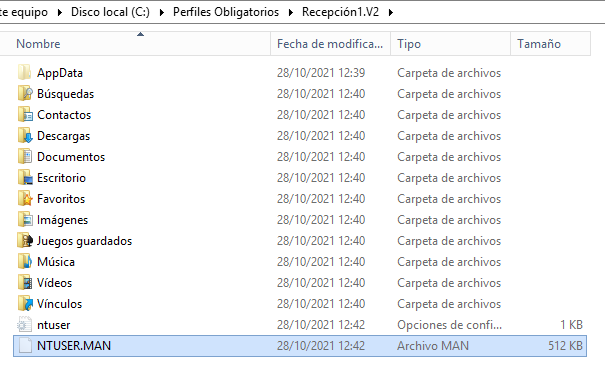 te equipo Disco local (C:) Perfiles Obligatorios Recepción1.V2
Nombre Fecha de modifica... Tipo Tamaño
AppData 28/10/2021 12:39 Carpeta de archivos
Búsquedas 28/10/2021 12:40 Carpeta de archivos
Contactos 28/10/2021 12:40 Carpeta de archivos
Descargas 28/10/2021 12:40 Carpeta de archivos
Documentos 28/10/2021 12:40 Carpeta de archivos
Escritorio 28/10/2021 12:40 Carpeta de archivos
Favoritos 28/10/2021 12:40 Carpeta de archivos
Imágenes 28/10/2021 12:40 Carpeta de archivos
Juegos guardados 28/10/2021 12:40 Carpeta de archivos
Música 28/10/2021 12:40 Carpeta de archivos
Vídeos 28/10/2021 12:40 Carpeta de archivos
Vínculos 28/10/2021 12:40 Carpeta de archivos
ntuser 28/10/2021 12:42 Opciones de confi... 1 KB
NTUSER.MAN 28/10/2021 12:42 Archivo MAN 512 KB